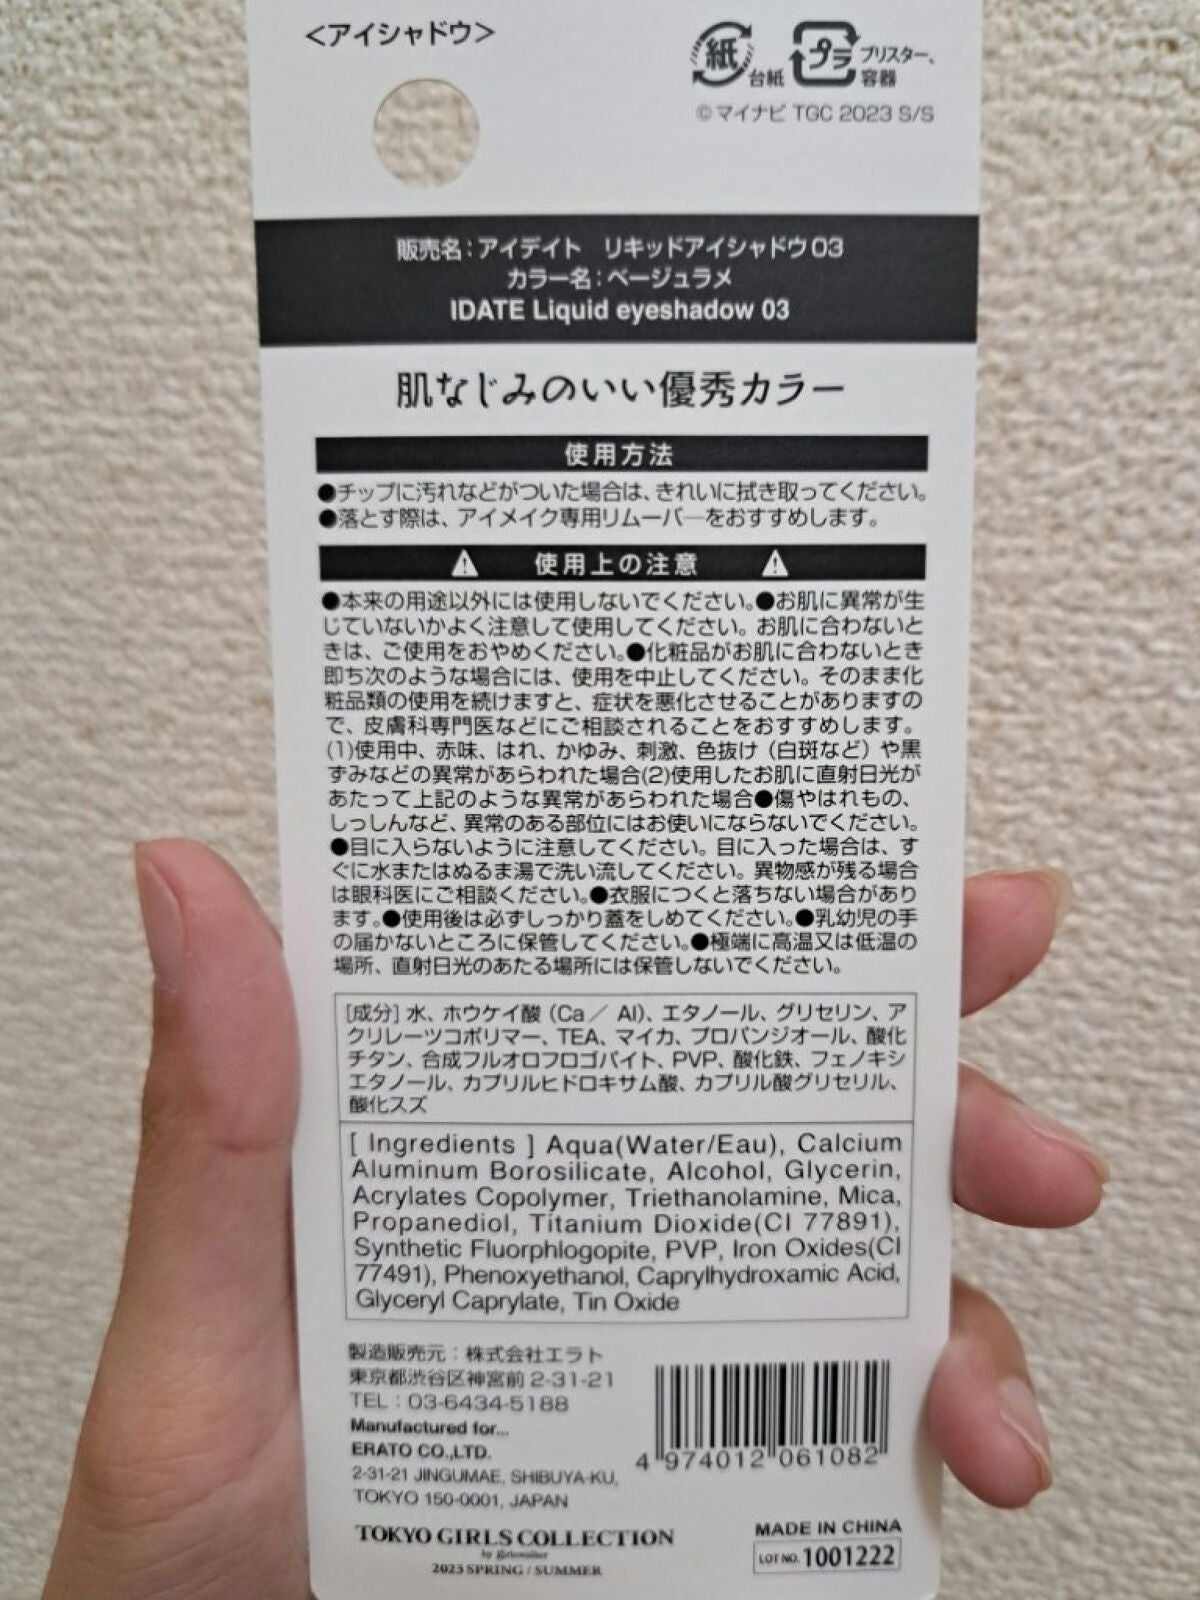 <アイシャドウ>
紙 台紙 プラ ブリスター、
容器
©マイナビ TGC 2023 S/S
販売名：アイデイト　リキッドアイシャドウ03
カラー名：ベージュラメ
IDATE Liquid eyeshadow 03
肌なじみのいい優秀カラー
使用方法
●チップに汚れなどがついた場合は、きれいに拭き取ってください。
●落とす際は、アイメイク専用リムーバーをおすすめします。
使用上の注意
●本来の用途以外には使用しないでください。●お肌に異常が生
じていないかよく注意して使用してください。お肌に合わないと
きは、ご使用をおやめください。●化粧品がお肌に合わないとき
即ち次のような場合には、使用を中止してください。そのまま化
粧品類の使用を続けますと、症状を悪化させることがありますの
で、皮膚科専門医などにご相談されることをおすすめします。
(1)使用中、赤味、はれ、かゆみ、刺激、色抜け（白斑など）や黒
ずみなどの異常があらわれた場合(2)使用したお肌に直射日光が
あたって上記のような異常があらわれた場合●傷やはれもの、
しっしんなど、異常のある部位にはお使いにならないでください。
●目に入らないように注意してください。目に入った場合は、す
ぐに水またはぬるま湯で洗い流してください。異物感が残る場合
は眼科医にご相談ください。●衣服につくと落ちない場合があり
ます。●使用後は必ずしっかり蓋をしめてください。●乳幼児の手
の届かないところに保管してください。●極端に高温又は低温の
場所、直射日光のあたる場所には保管しないでください。
[成分] 水、ホウケイ酸（Ca／ Al）、エタノール、グリセリン、ア
クリレーツコポリマー、TEA、マイカ、プロパンジオール、酸化
チタン、合成フルオロフロゴパイト、PVP、酸化鉄、フェノキシ
エタノール、カプリルヒドロキサム酸、カプリル酸グリセリル、
酸化スズ
[ Ingredients ] Aqua(Water/Eau), Calcium
Aluminum Borosilicate, Alcohol, Glycerin,
Acrylates Copolymer, Triethanolamine, Mica,
Propanediol, Titanium Dioxide(CI 77891),
Synthetic Fluorphlogopite, PVP, Iron Oxides(CI
77491), Phenoxyethanol, Caprylhydroxamic Acid,
Glyceryl Caprylate, Tin Oxide
製造販売元：株式会社エラト
東京都渋谷区神宮前 2-31-21
TEL：03-6434-5188
Manufactured for...
ERATO CO.,LTD.
2-31-21 JINGUMAE, SHIBUYA-KU,
TOKYO 150-0001, JAPAN
4 974012 061082
TOKYO GIRLS COLLECTION
by girlswalker
2023 SPRING / SUMMER
MADE IN CHINA
LOT NO. 1001222